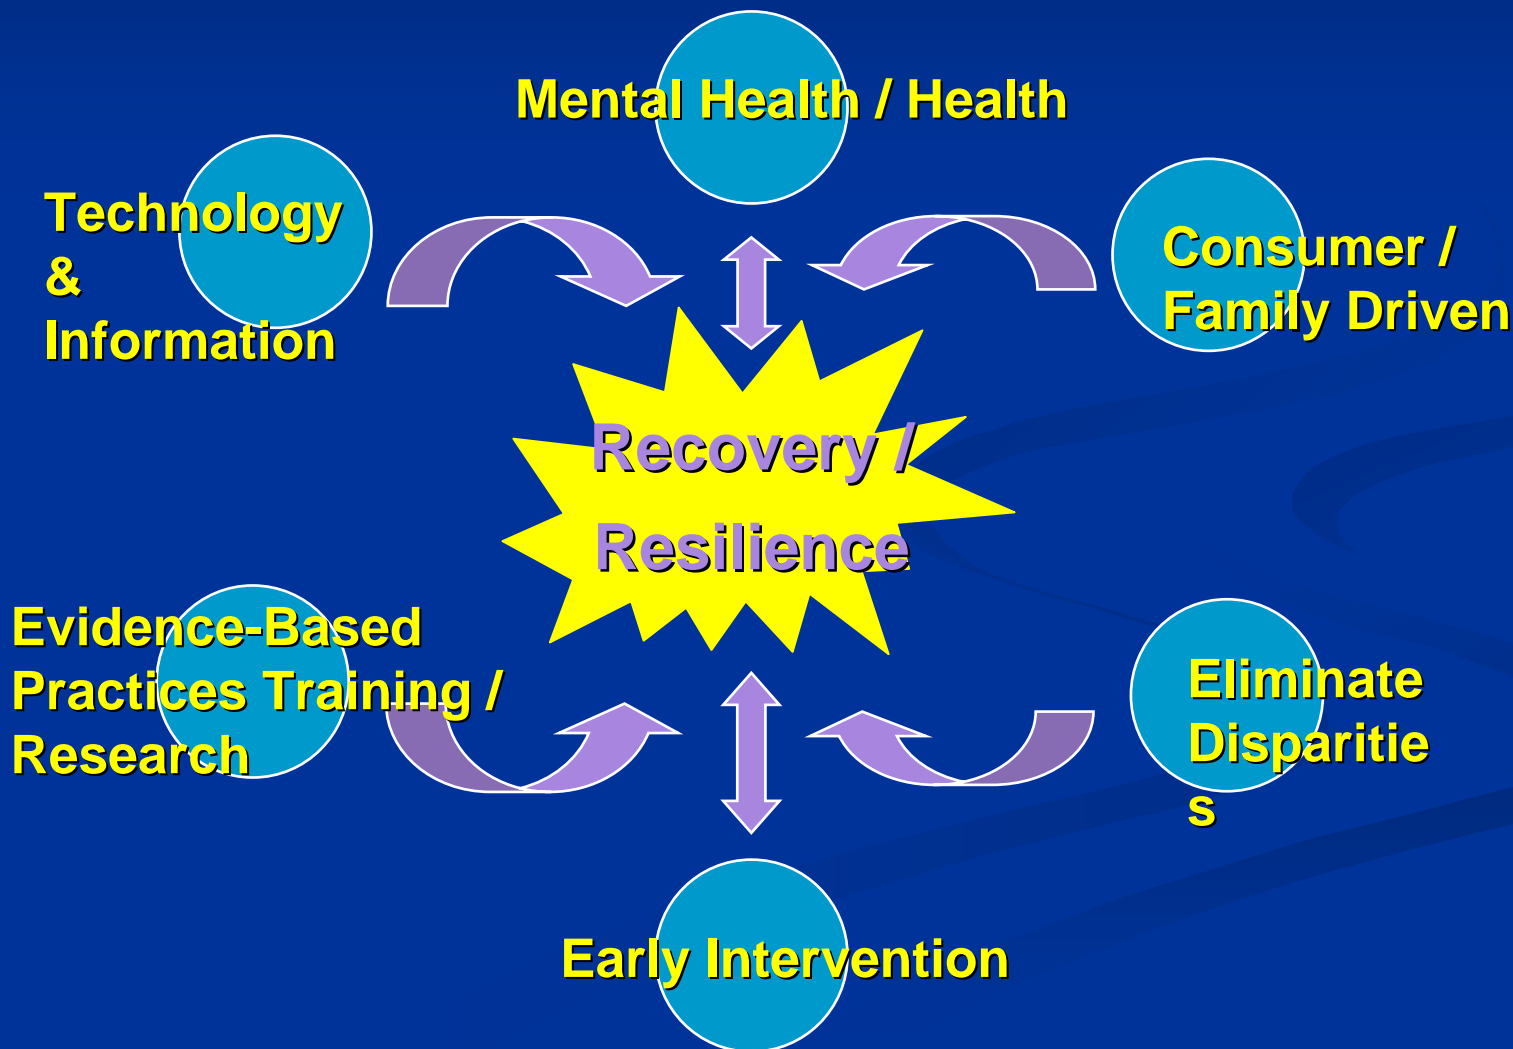 Mental Health / Health
Technology
&
Information
Consumer /
Family Driven
Recovery /
Resilience
Evidence-Based
Practices Training /
Research
Eliminate
Disparitie
s
Early Intervention